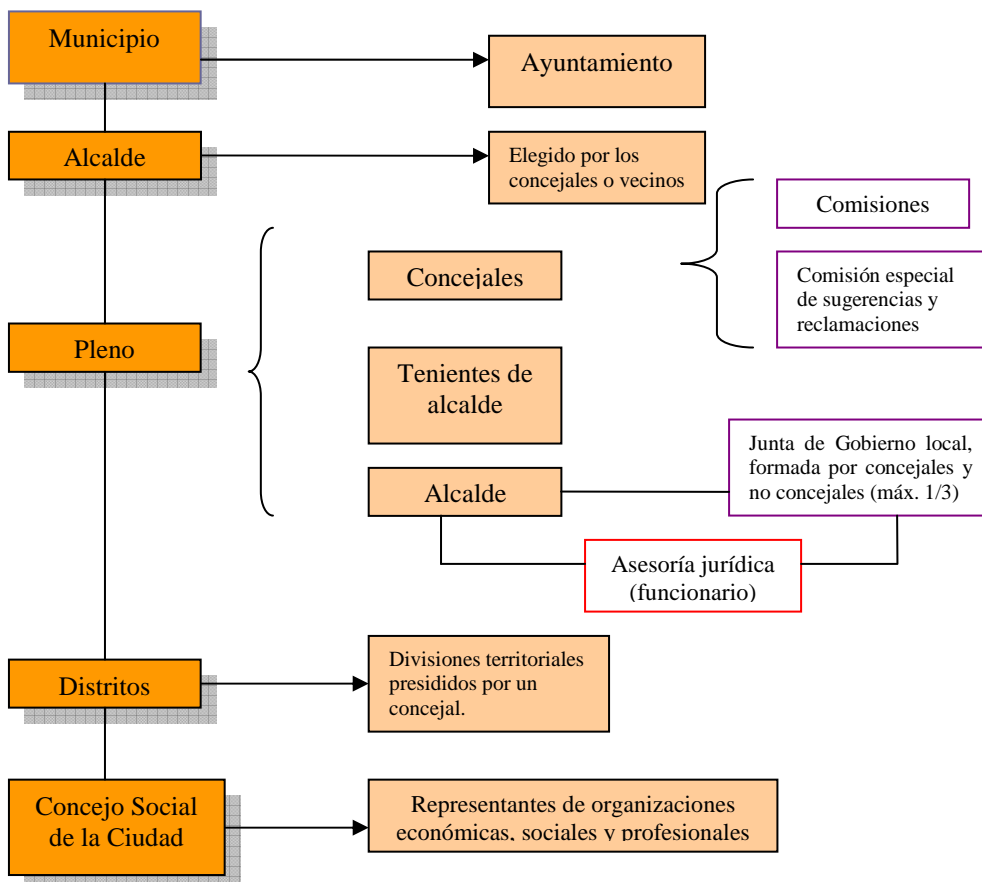 Municipio
Ayuntamiento
Alcalde
Elegido por los
concejales o vecinos
Comisiones
Concejales
Comisión especial
de sugerencias y
reclamaciones
Pleno
Tenientes de
alcalde
Junta de Gobierno local,
formada por concejales y
no concejales (máx. 1/3)
Alcalde
Asesoría jurídica
(funcionario)
Distritos
Divisiones territoriales
presididos por un
concejal.
Concejo Social
de la Ciudad
Representantes de organizaciones
económicas, sociales y profesionales